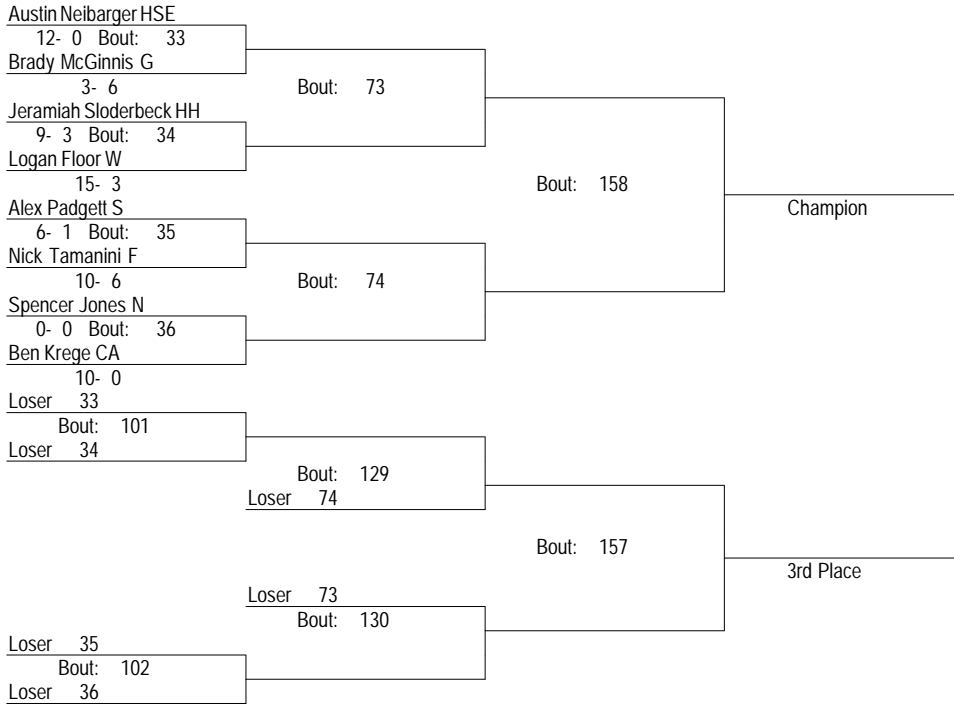 Austin Neibarger HSE
12- 0 Bout: 33
Brady McGinnis G
3- 6
Bout: 73
Jeramiah Sloderbeck HH
9- 3 Bout: 34
Logan Floor W
15- 3
Bout: 158
Champion
Alex Padgett S
6- 1 Bout: 35
Nick Tamanini F
10- 6
Bout: 74
Spencer Jones N
0- 0 Bout: 36
Ben Krege CA
10- 0
Loser 33
Bout: 101
Loser 34
Bout: 129
Loser 74
Bout: 157
3rd Place
Loser 73
Bout: 130
Loser 35
Bout: 102
Loser 36